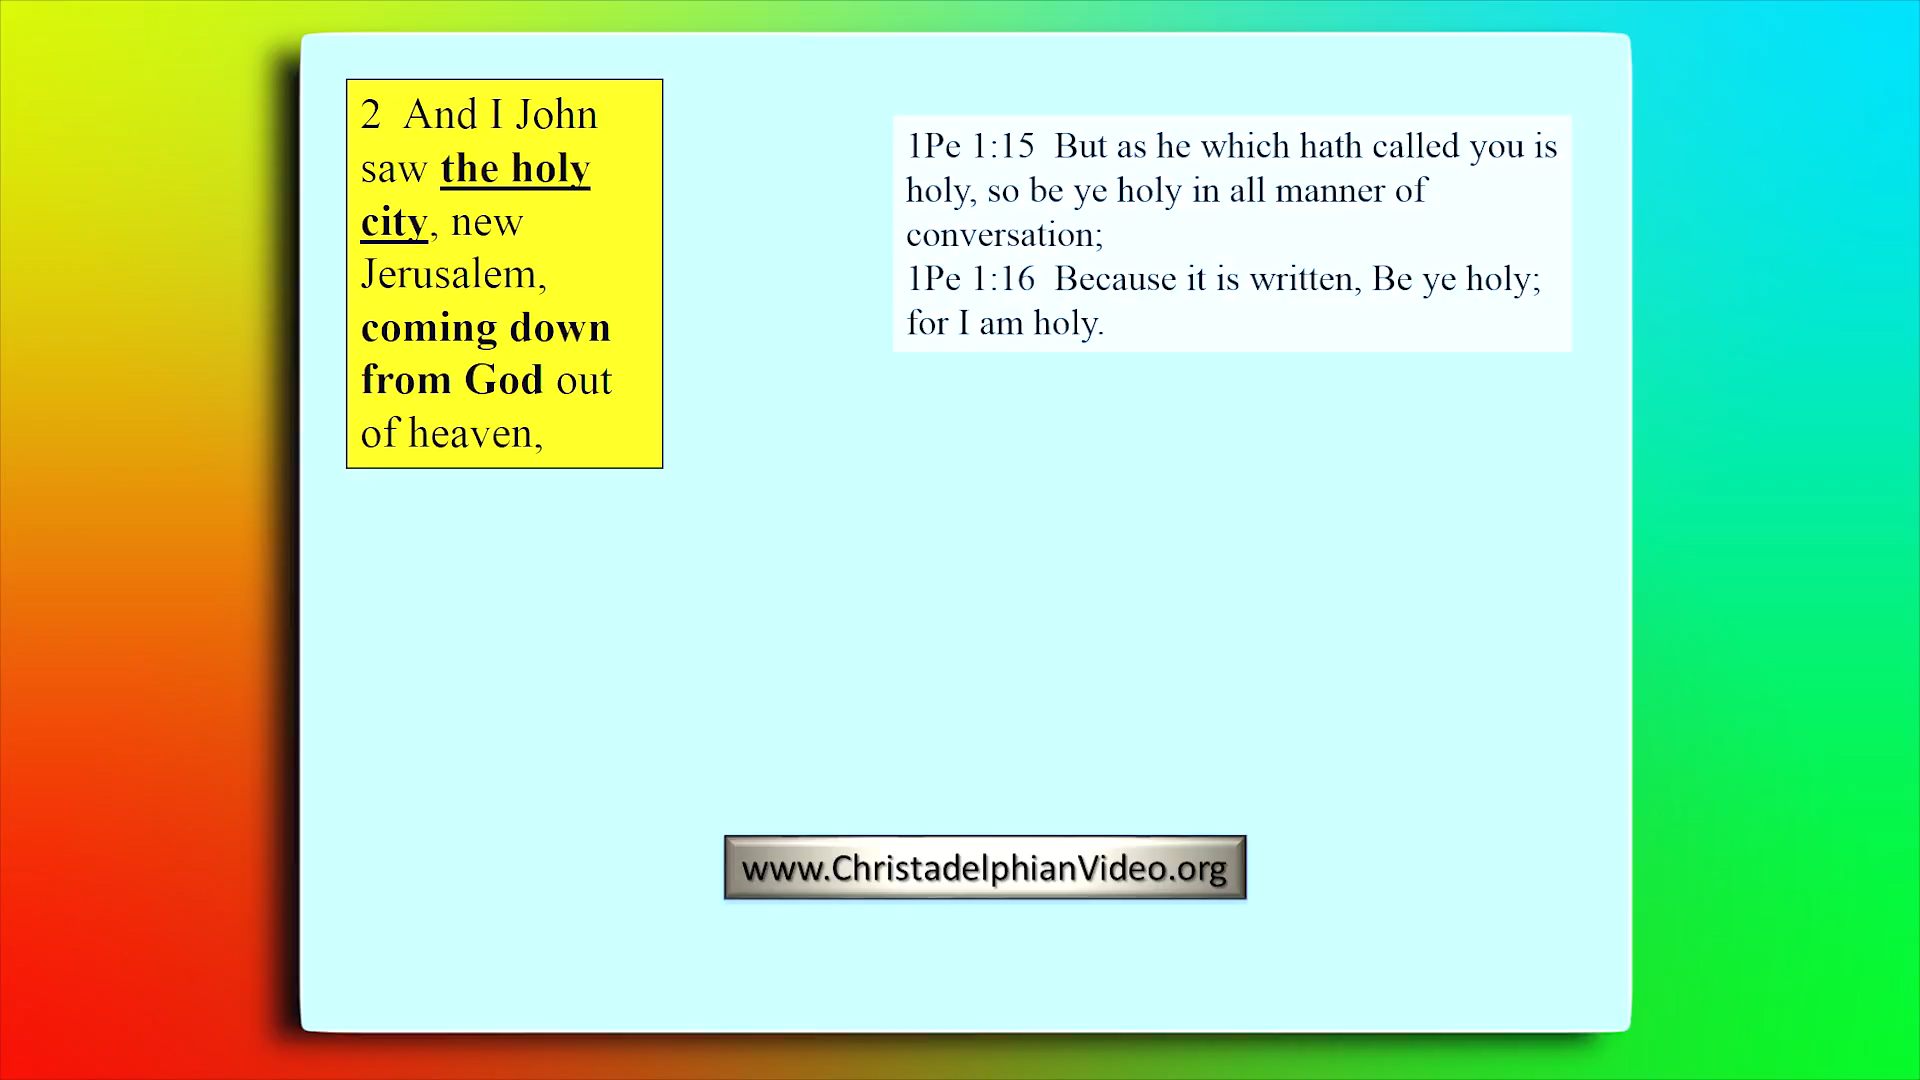 2 And I John
saw the holy
city, new
Jerusalem,
coming down
from God out
of heaven,
1Pe 1:15 But as he which hath called you is
holy, so be ye holy in all manner of
conversation;
1Pe 1:16 Because it is written, Be ye holy;
for I am holy.
www.ChristadelphianVideo.org